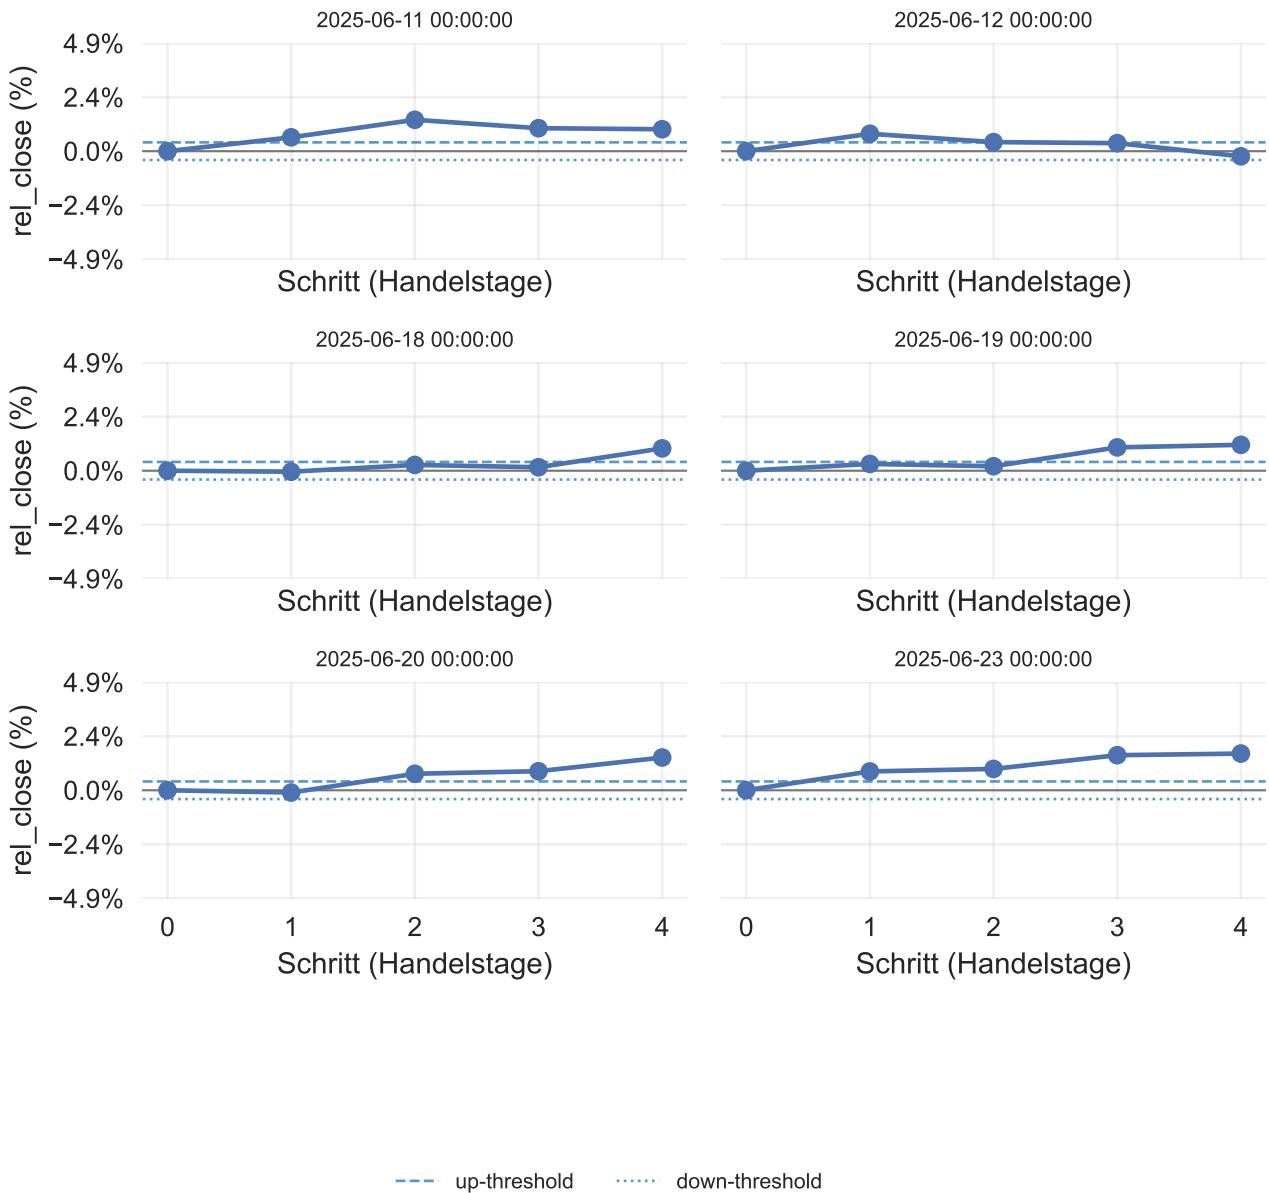 2025-06-11 00:00:00
2025-06-12 00:00:00
rel_close (%)
4.9%
2.4%
0.0%
−2.4%
−4.9%
Schritt (Handelstage)
Schritt (Handelstage)
2025-06-18 00:00:00
2025-06-19 00:00:00
rel_close (%)
4.9%
2.4%
0.0%
−2.4%
−4.9%
Schritt (Handelstage)
Schritt (Handelstage)
2025-06-20 00:00:00
2025-06-23 00:00:00
rel_close (%)
4.9%
2.4%
0.0%
−2.4%
−4.9%
0 1 2 3 4
0 1 2 3 4
Schritt (Handelstage)
Schritt (Handelstage)
up-threshold
down-threshold